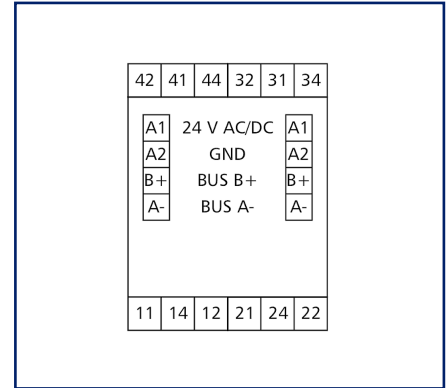 42 41 44 32 31 34
A1 24 V AC/DC A1
A2 GND A2
B+ BUS B+ B+
A- BUS A- A-
11 14 12 21 24 22